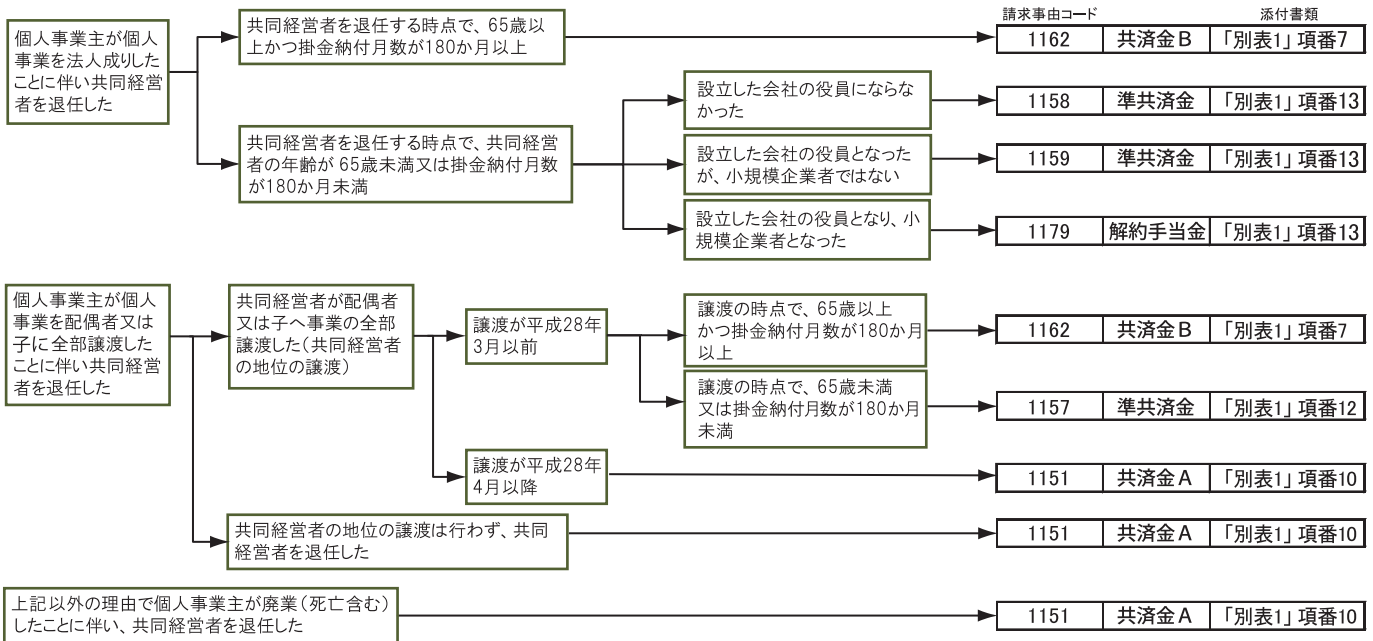 請求事由コード 添付書類
個人事業主が個人
事業を法人成りした
ことに伴い共同経営
者を退任した
共同経営者を退任する時点で、65歳以
上かつ掛金納付月数が180か月以上
1162 共済金B 「別表1」項番7
共同経営者を退任する時点で、共同経営
者の年齢が 65歳未満又は掛金納付月数
が180か月未満
設立した会社の役員にならな
かった
1158 準共済金 「別表1」項番13
設立した会社の役員となった
が、小規模企業者ではない
1159 準共済金 「別表1」項番13
設立した会社の役員となり、小
規模企業者となった
1179 解約手当金 「別表1」項番13
個人事業主が個人
事業を配偶者又は
子に全部譲渡した
ことに伴い共同経営
者を退任した
共同経営者が配偶者
又は子へ事業の全部
譲渡した(共同経営者
の地位の譲渡)
譲渡が平成28年
3月以前
譲渡の時点で、65歳以上
かつ掛金納付月数が180か月
以上
1162 共済金B 「別表1」項番7
譲渡の時点で、65歳未満
又は掛金納付月数が180か月
未満
1157 準共済金 「別表1」項番12
譲渡が平成28年
4月以降
1151 共済金A 「別表1」項番10
共同経営者の地位の譲渡は行わず、共同
経営者を退任した
1151 共済金A 「別表1」項番10
上記以外の理由で個人事業主が廃業(死亡含む)
したことに伴い、共同経営者を退任した
1151 共済金A 「別表1」項番10